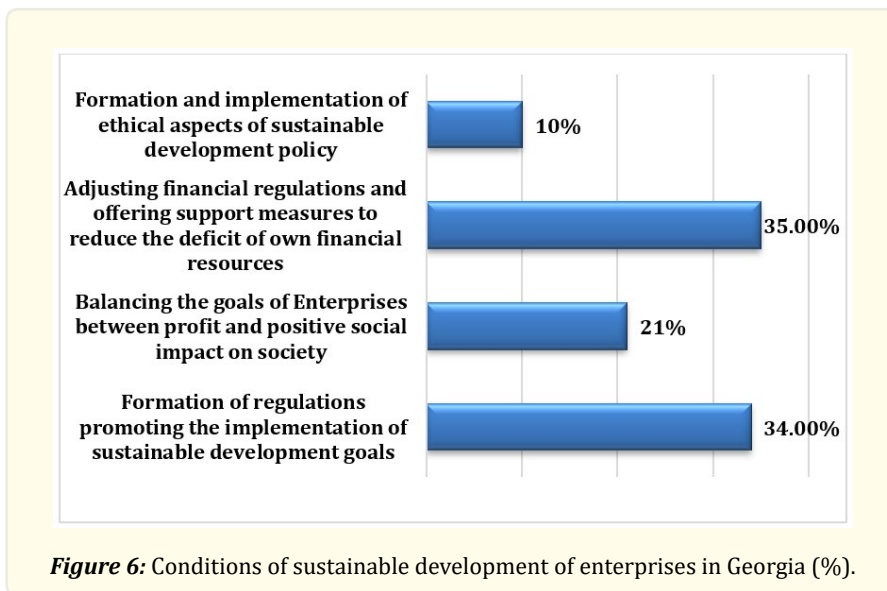 Formation and implementation of
ethical aspects of sustainable
development policy
10%
Adjusting financial regulations and
offering support measures to
reduce the deficit of own financial
resources
35.00%
Balancing the goals of Enterprises
between profit and positive social
impact on society
21%
Formation of regulations
promoting the implementation of
sustainable development goals
34.00%
Figure 6: Conditions of sustainable development of enterprises in Georgia (%).